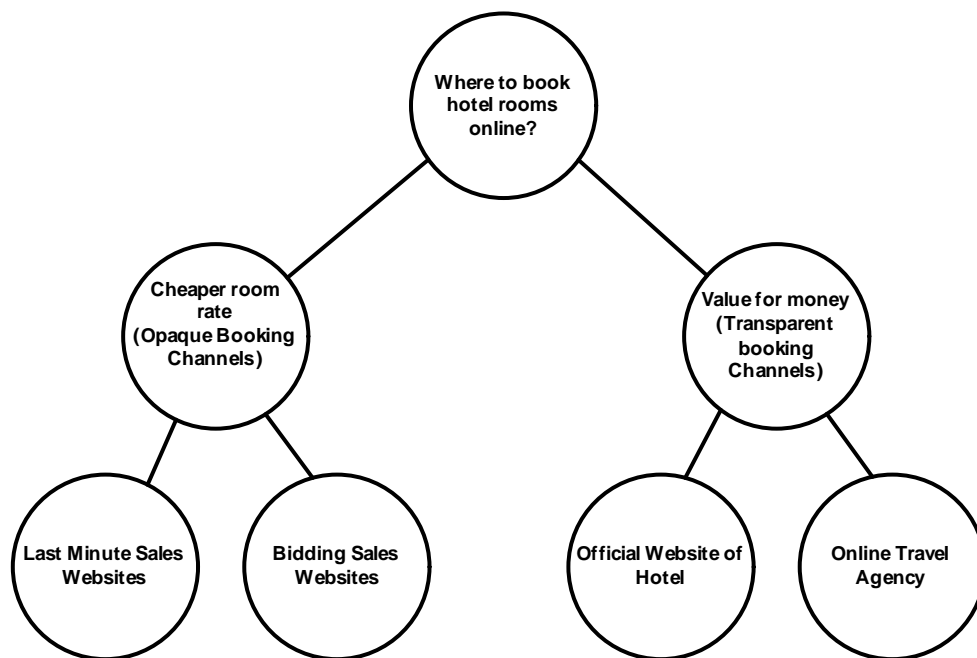 Where to book
hotel rooms
online?
Cheaper room
rate
(Opaque Booking
Channels)
Value for money
(Transparent
booking
Channels)
Last Minute Sales
Websites
Bidding Sales
Websites
Official Website of
Hotel
Online Travel
Agency